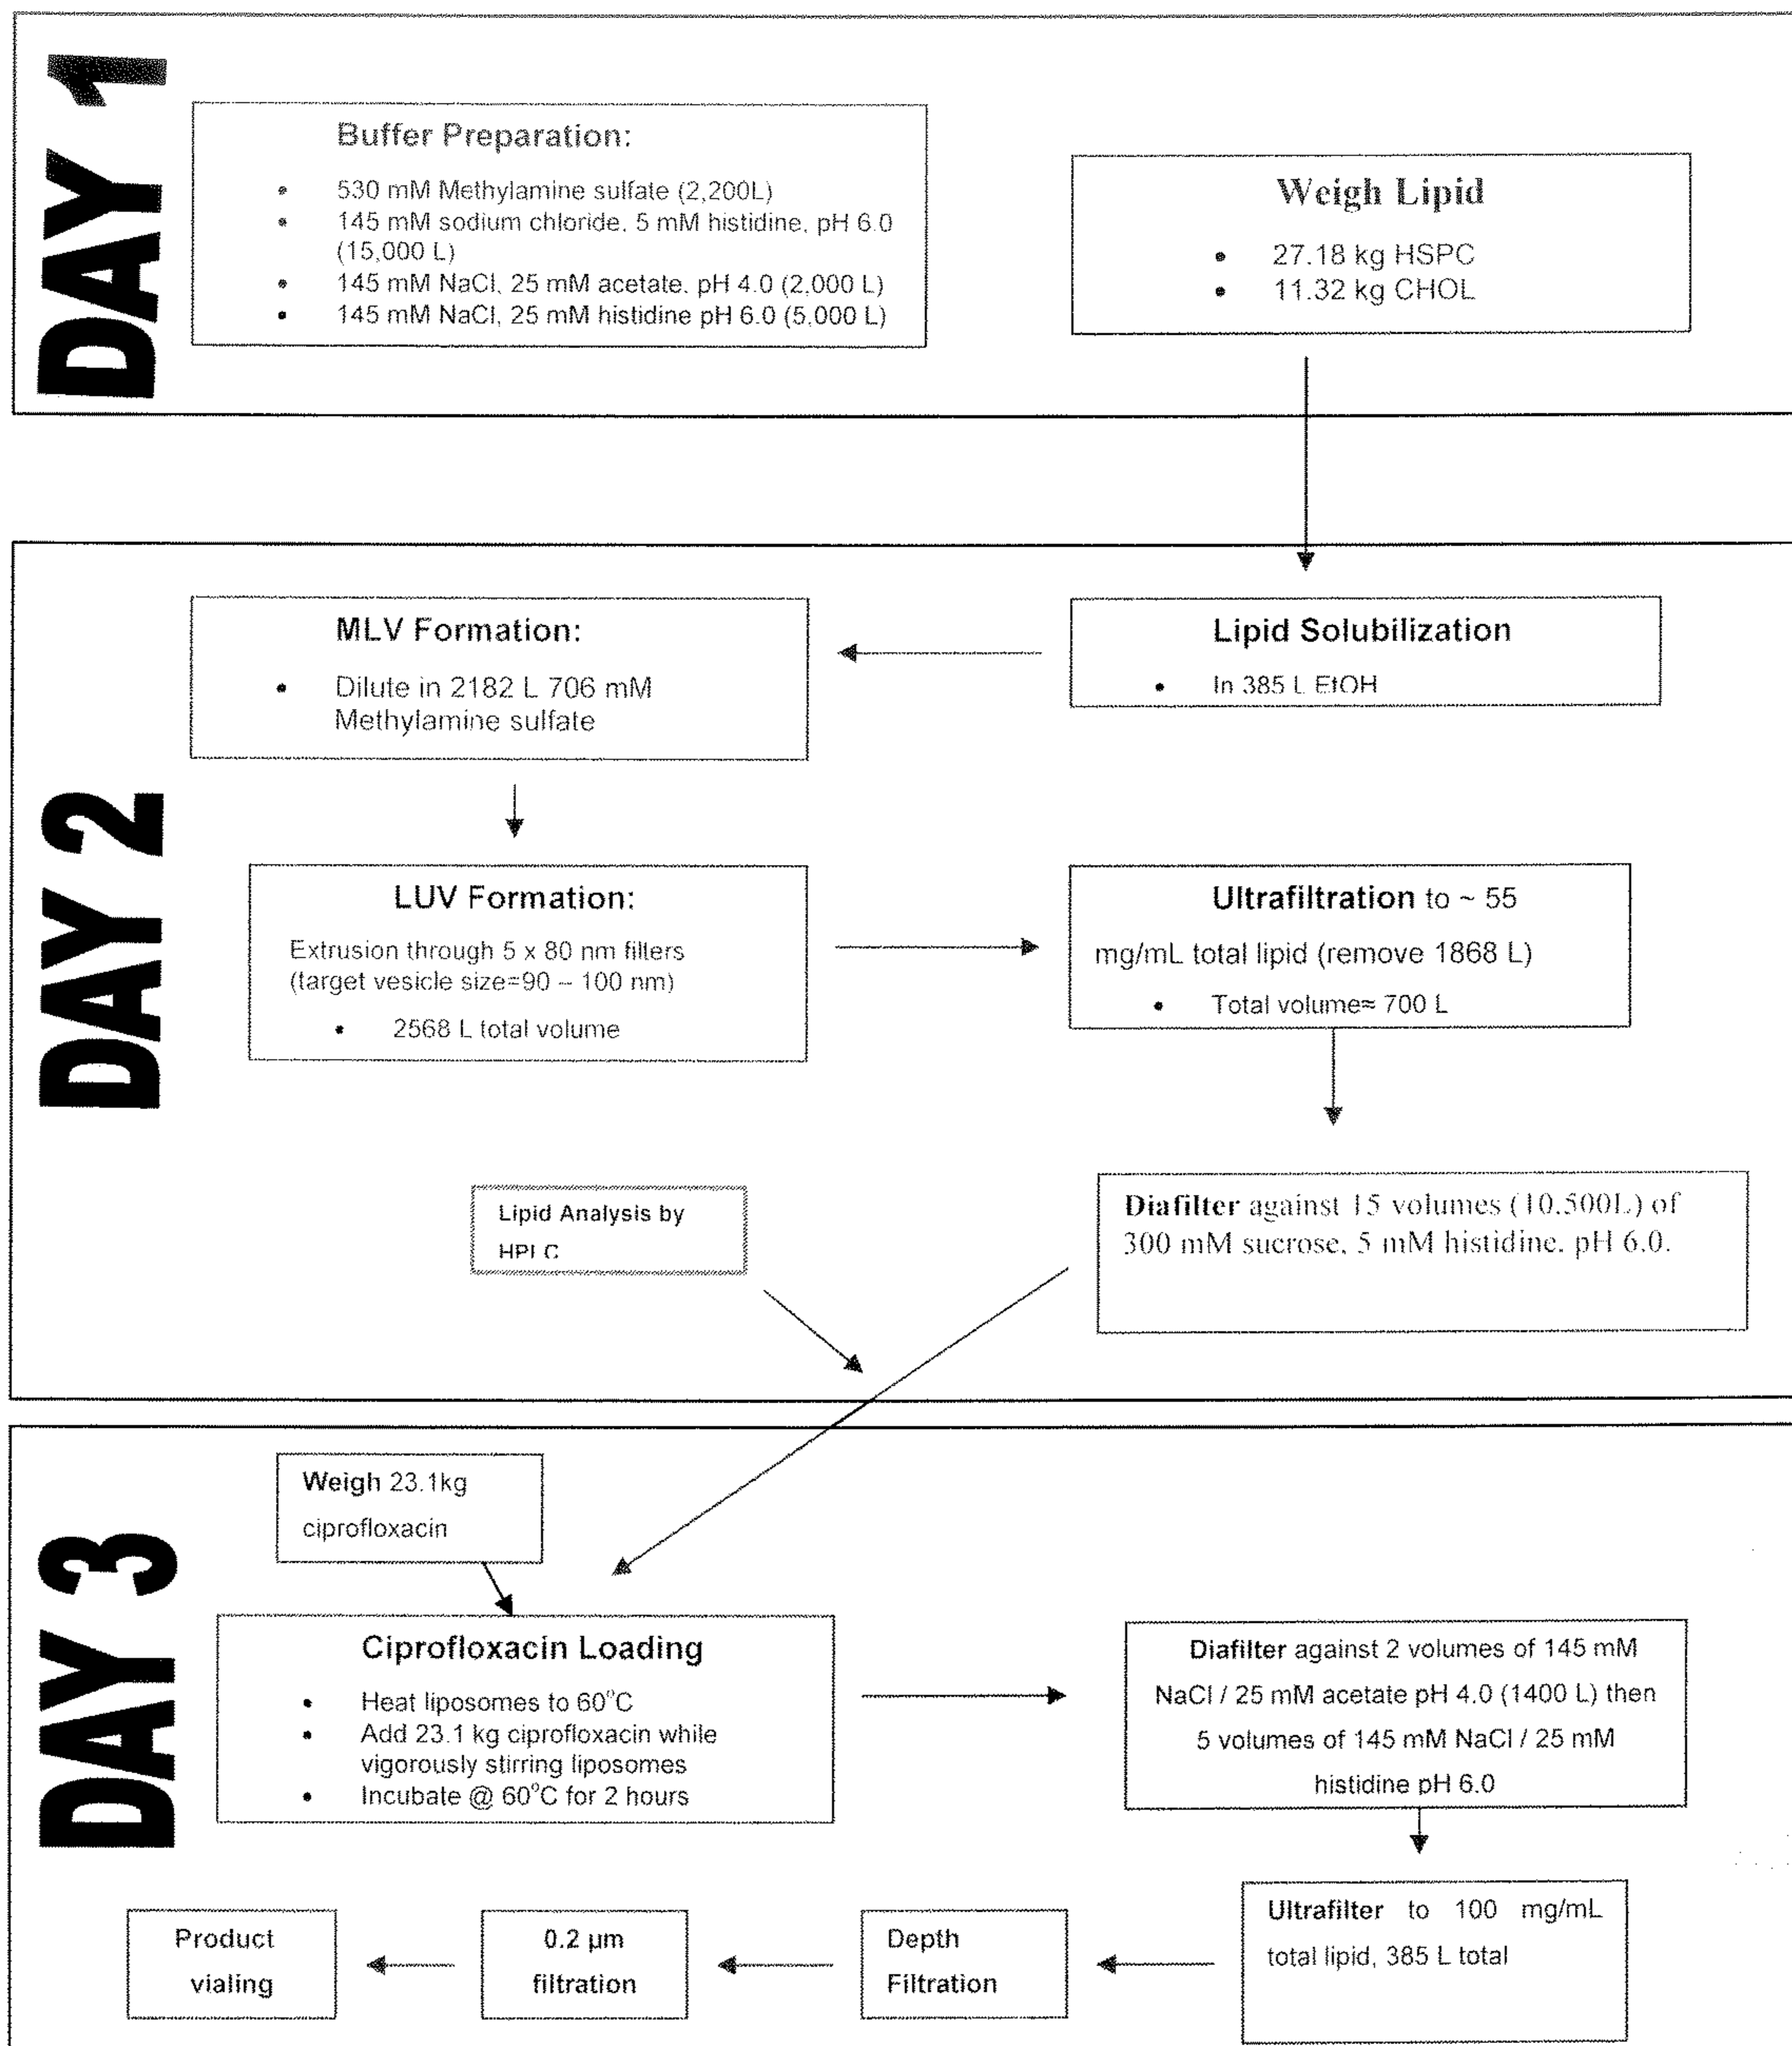 DAY 1
Buffer Preparation:
• 530 mM Methylamine sulfate (2,200L)
• 145 mM sodium chloride, 5 mM histidine, pH 6.0
(15,000 L)
• 145 mM NaCl, 25 mM acetate, pH 4.0 (2,000 L)
• 145 mM NaCl, 25 mM histidine pH 6.0 (5,000 L)
Weigh Lipid
• 27.18 kg HSPC
• 11.32 kg CHOL
DAY 2
Lipid Solubilization
• In 385 L EtOH
MLV Formation:
• Dilute in 2182 L 706 mM
Methylamine sulfate
LUV Formation:
Extrusion through 5 x 80 nm filters
(target vesicle size=90 – 100 nm)
• 2568 L total volume
Ultrafiltration to ~ 55
mg/mL total lipid (remove 1868 L)
• Total volume≈ 700 L
Diafilter against 15 volumes (10,500L) of
300 mM sucrose, 5 mM histidine, pH 6.0.
Lipid Analysis by
HPLC
DAY 3
Weigh 23.1kg
ciprofloxacin
Ciprofloxacin Loading
• Heat liposomes to 60°C
• Add 23.1 kg ciprofloxacin while
vigorously stirring liposomes
• Incubate @ 60°C for 2 hours
Diafilter against 2 volumes of 145 mM
NaCl / 25 mM acetate pH 4.0 (1400 L) then
5 volumes of 145 mM NaCl / 25 mM
histidine pH 6.0
Ultrafilter to 100 mg/mL
total lipid, 385 L total
Depth
Filtration
0.2 µm
filtration
Product
vialing